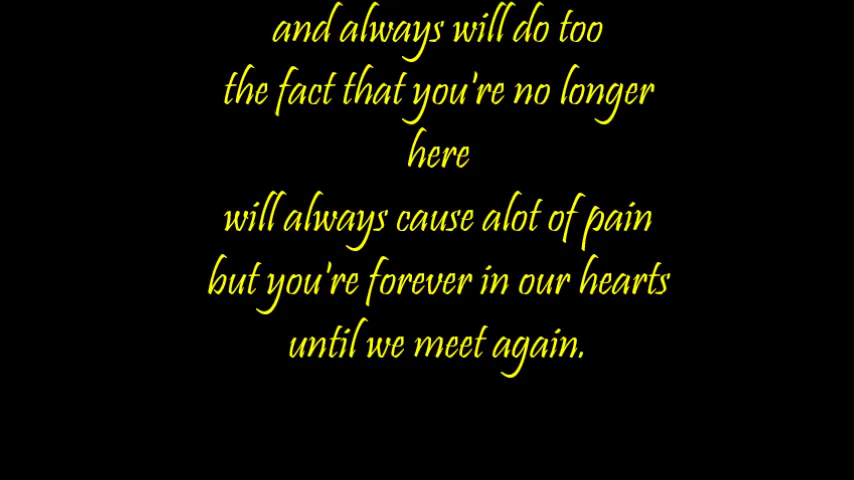 and always will do too
the fact that you're no longer
here
will always cause alot of pain
but you're forever in our hearts
until we meet again.